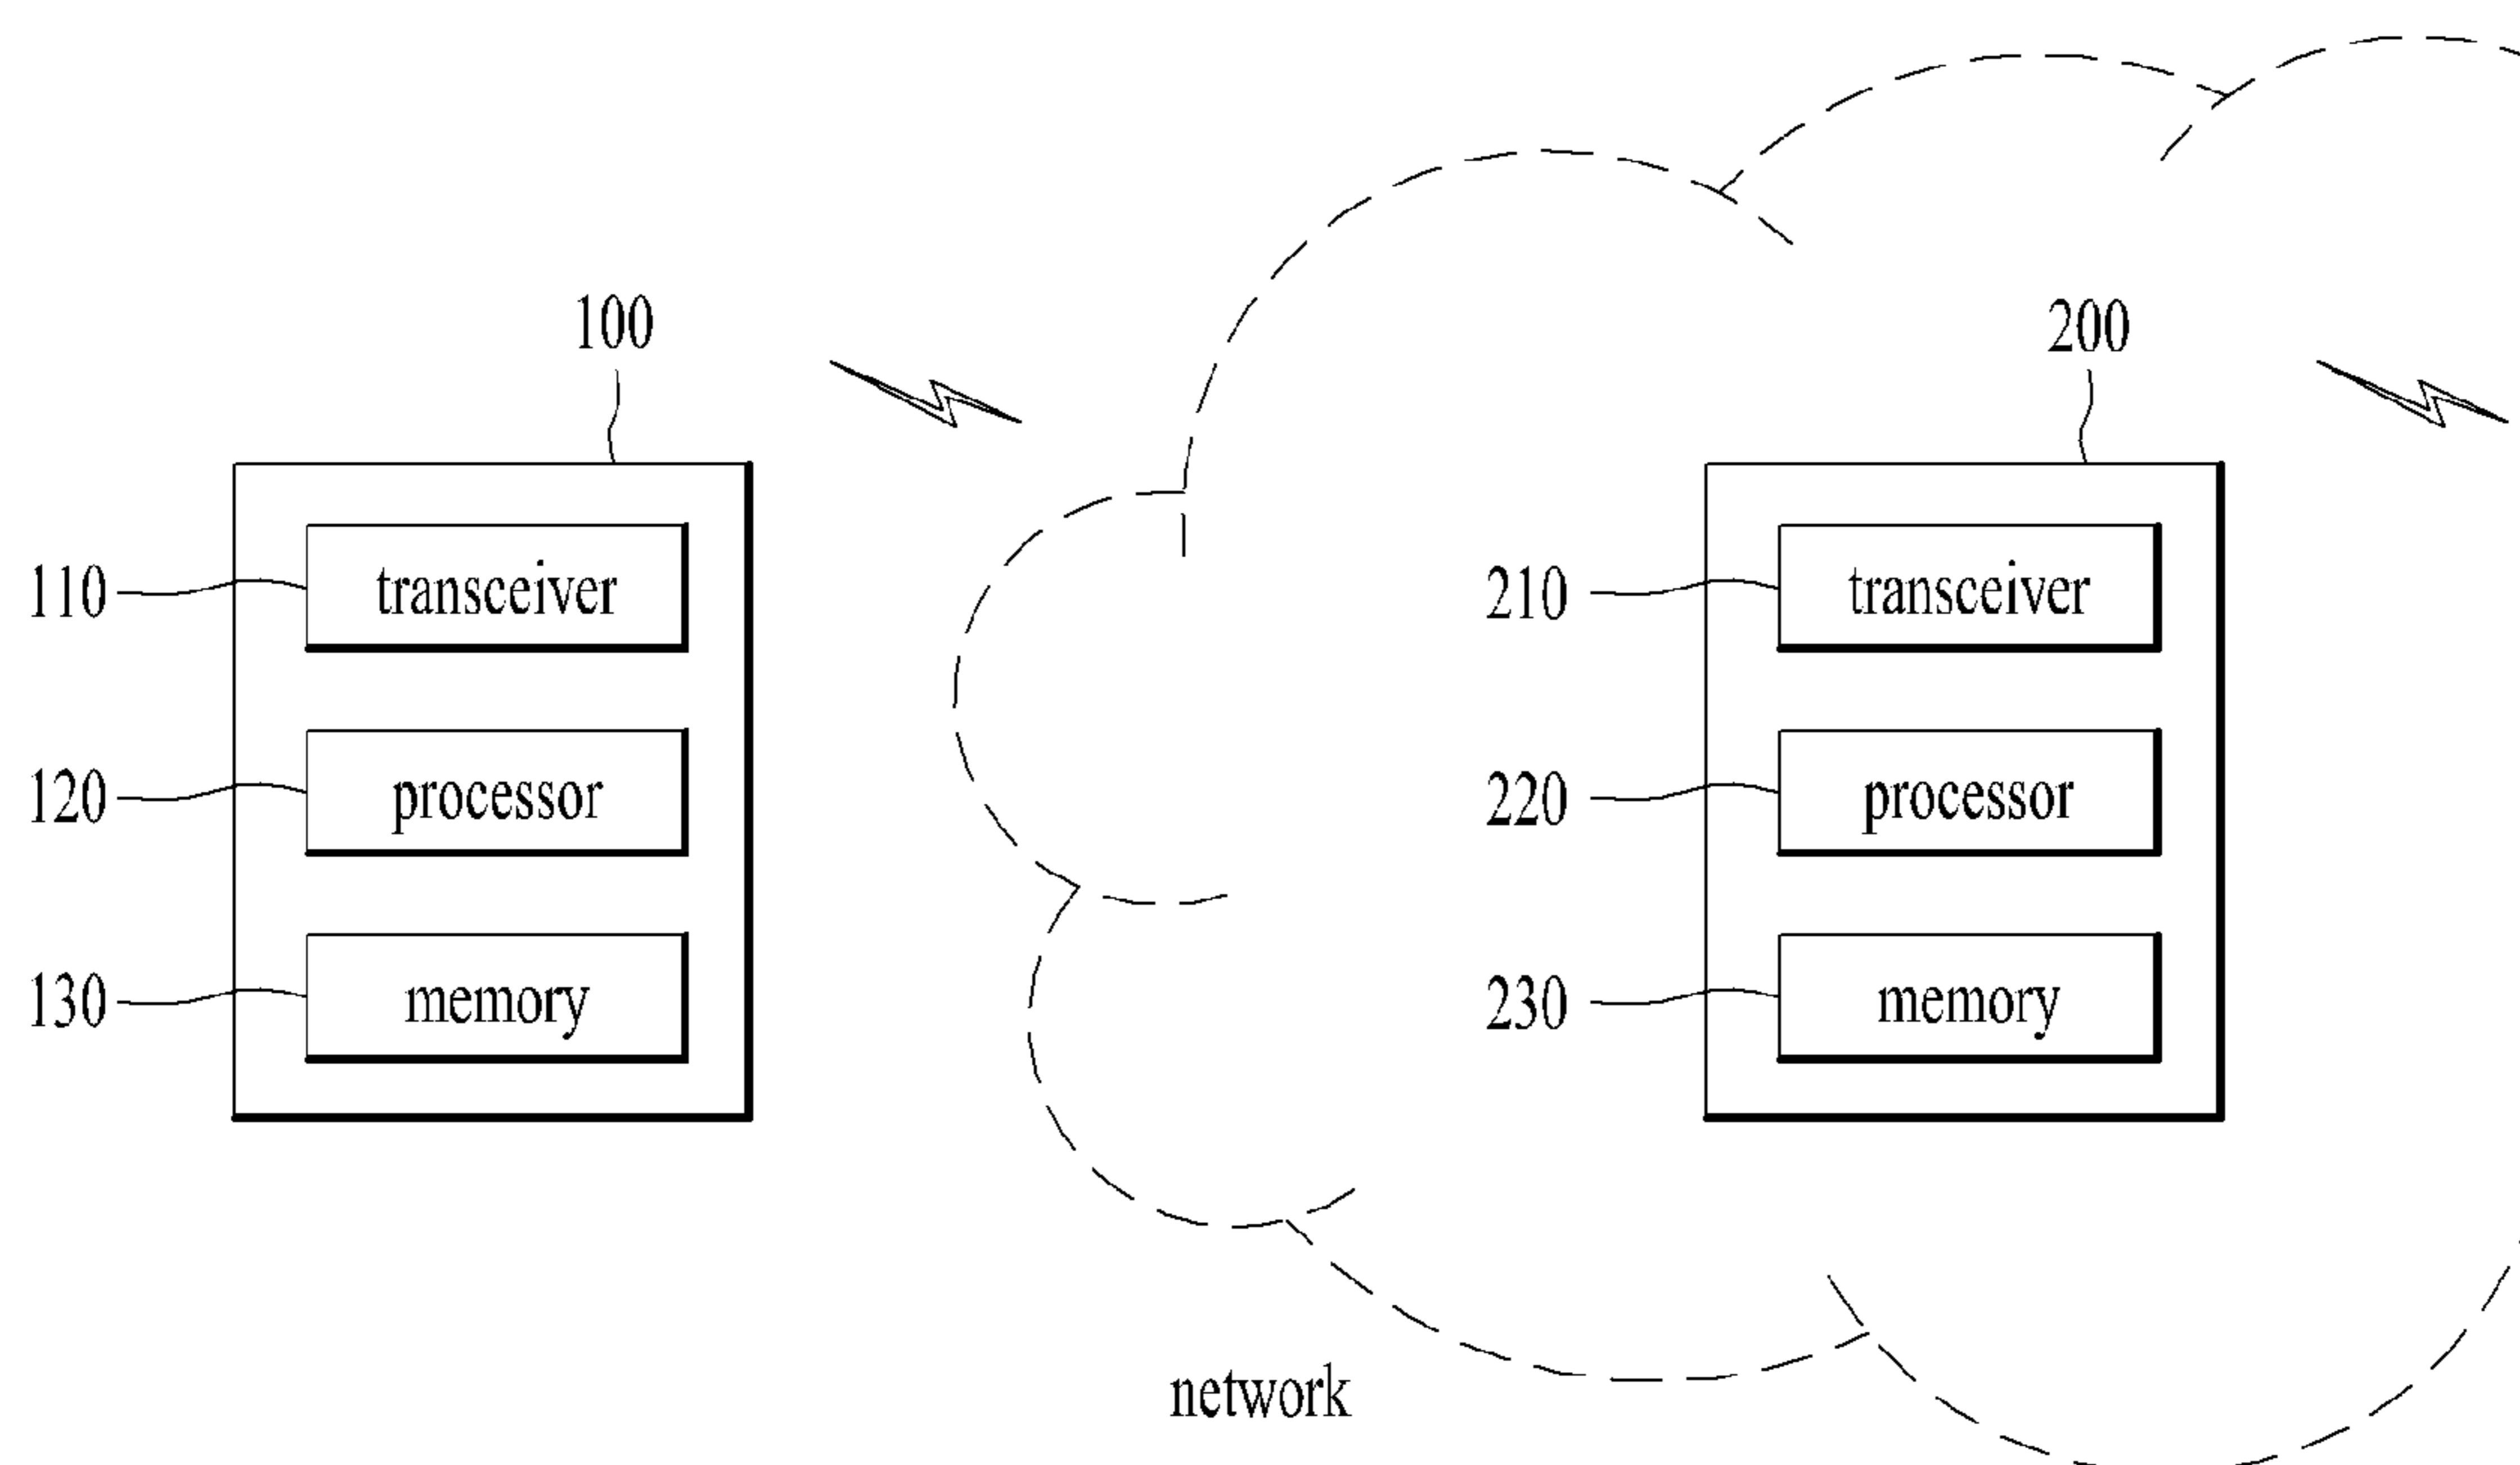 100
110
transceiver
120
processor
130
memory
200
210
transceiver
220
processor
230
memory
network